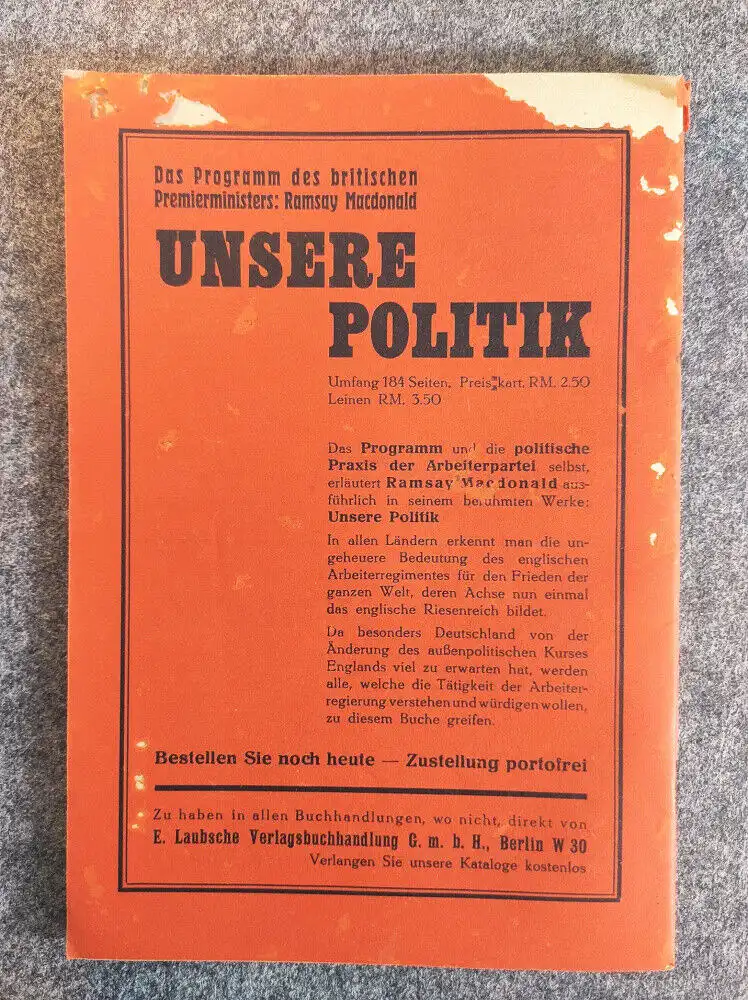 Das Programm des britischen
Premierministers: Ramsay Macdonald
UNSERE
POLITIK
Umfang 184 Seiten, Preis kart. RM. 2.50
Leinen RM. 3.50
Das Programm und die politische
Praxis der Arbeiterpartei selbst,
erläutert Ramsay Macdonald aus-
führlich in seinem berühmten Werke:
Unsere Politik
In allen Ländern erkennt man die un-
geheuere Bedeutung des englischen
Arbeiterregimentes für den Frieden der
ganzen Welt, deren Achse nun einmal
das englische Riesenreich bildet.
Da besonders Deutschland von der
Änderung des außenpolitischen Kurses
Englands viel zu erwarten hat, werden
alle, welche die Tätigkeit der Arbeiter-
regierung verstehen und würdigen wollen,
zu diesem Buche greifen.
Bestellen Sie noch heute — Zustellung portofrei
Zu haben in allen Buchhandlungen, wo nicht, direkt von
E. Laubsche Verlagsbuchhandlung G. m. b. H., Berlin W 30
Verlangen Sie unsere Kataloge kostenlos